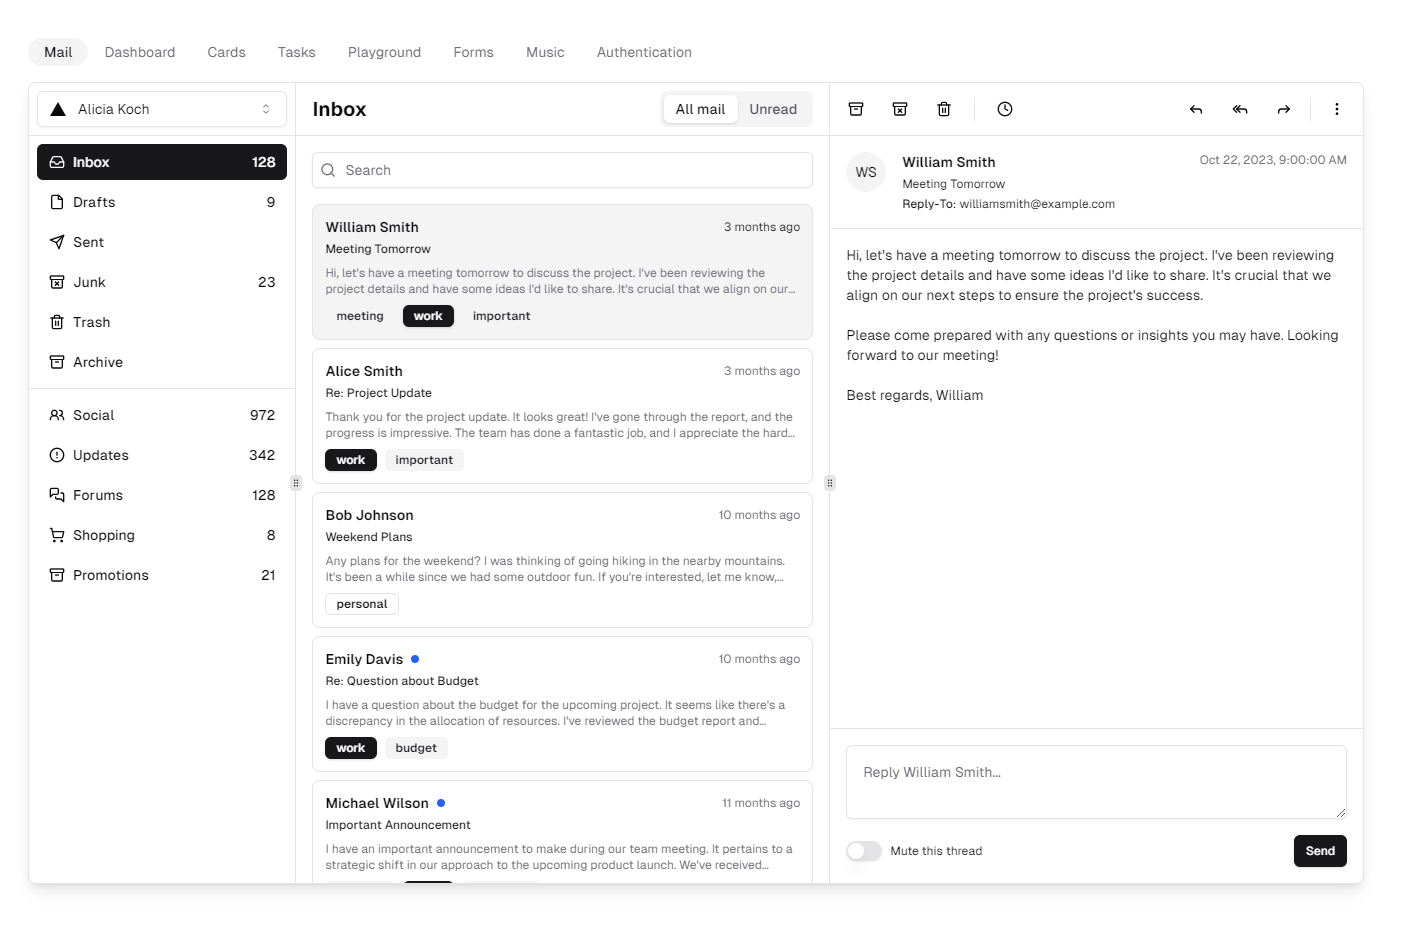 Mail Dashboard Cards Tasks Playground Forms Music Authentication
Alicia Koch
Inbox 128
Drafts 9
Sent
Junk 23
Trash
Archive
Social 972
Updates 342
Forums 128
Shopping 8
Promotions 21
Inbox
All mail Unread
Search
William Smith 3 months ago
Meeting Tomorrow
Hi, let's have a meeting tomorrow to discuss the project. I've been reviewing the
project details and have some ideas I'd like to share. It's crucial that we align on our...
meeting work important
Alice Smith 3 months ago
Re: Project Update
Thank you for the project update. It looks great! I've gone through the report, and the
progress is impressive. The team has done a fantastic job, and I appreciate the hard...
work important
Bob Johnson 10 months ago
Weekend Plans
Any plans for the weekend? I was thinking of going hiking in the nearby mountains.
It's been a while since we had some outdoor fun. If you're interested, let me know,...
personal
Emily Davis 10 months ago
Re: Question about Budget
I have a question about the budget for the upcoming project. It seems like there's a
discrepancy in the allocation of resources. I've reviewed the budget report and...
work budget
Michael Wilson 11 months ago
Important Announcement
I have an important announcement to make during our team meeting. It pertains to a
strategic shift in our approach to the upcoming product launch. We've received...
WS
William Smith Oct 22, 2023, 9:00:00 AM
Meeting Tomorrow
Reply-To: williamsmith@example.com
Hi, let's have a meeting tomorrow to discuss the project. I've been reviewing
the project details and have some ideas I'd like to share. It's crucial that we
align on our next steps to ensure the project's success.
Please come prepared with any questions or insights you may have. Looking
forward to our meeting!
Best regards, William
Reply William Smith...
Mute this thread
Send